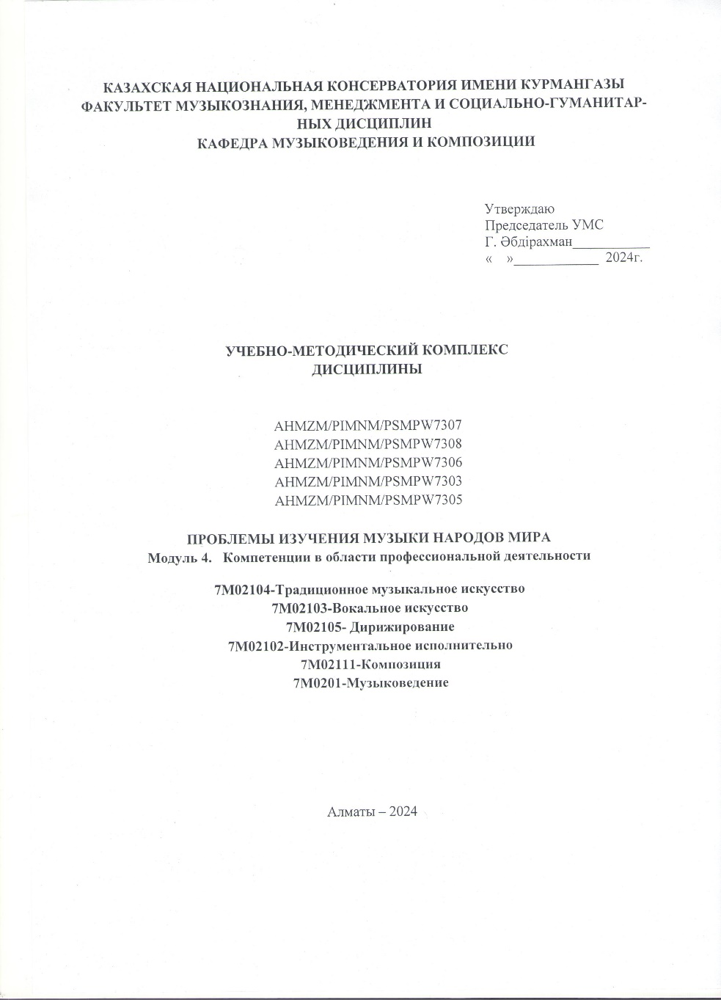 КАЗАХСКАЯ НАЦИОНАЛЬНАЯ КОНСЕРВАТОРИЯ ИМЕНИ КУРМАНГАЗЫ
ФАКУЛЬТЕТ МУЗЫКОЗНАНИЯ, МЕНЕДЖМЕНТА И СОЦИАЛЬНО-ГУМАНИТАР-
НЫХ ДИСЦИПЛИН
КАФЕДРА МУЗЫКОВЕДЕНИЯ И КОМПОЗИЦИИ
Утверждаю
Председатель УМС
Г. Әбдірахман___________
«    »____________ 2024г.
УЧЕБНО-МЕТОДИЧЕСКИЙ КОМПЛЕКС
ДИСЦИПЛИНЫ
AHMZM/PIMNM/PSMPW7307
AHMZM/PIMNM/PSMPW7308
AHMZM/PIMNM/PSMPW7306
AHMZM/PIMNM/PSMPW7303
AHMZM/PIMNM/PSMPW7305
ПРОБЛЕМЫ ИЗУЧЕНИЯ МУЗЫКИ НАРОДОВ МИРА
Модуль 4. Компетенции в области профессиональной деятельности
7М02104-Традиционное музыкальное искусство
7М02103-Вокальное искусство
7М02105- Дирижирование
7М02102-Инструментальное исполнительно
7М02111-Композиция
7М0201-Музыковедение
Алматы – 2024